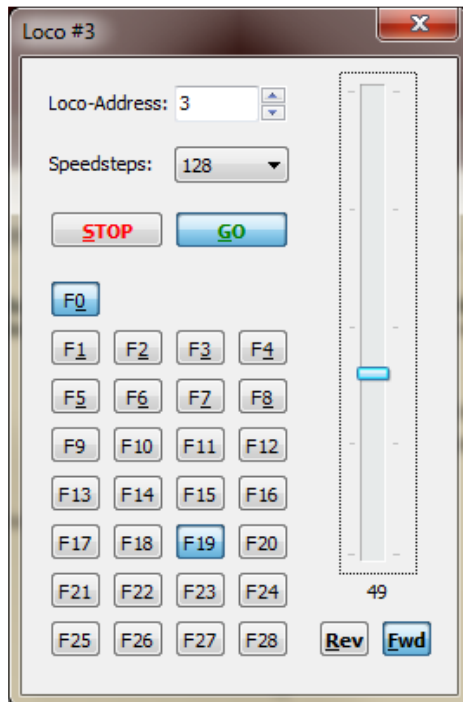 Loco #3
Loco-Address: 3
Speedsteps: 128
STOP GO
F0
F1 F2 F3 F4
F5 F6 F7 F8
F9 F10 F11 F12
F13 F14 F15 F16
F17 F18 F19 F20
F21 F22 F23 F24
49
F25 F26 F27 F28
Rev Fwd